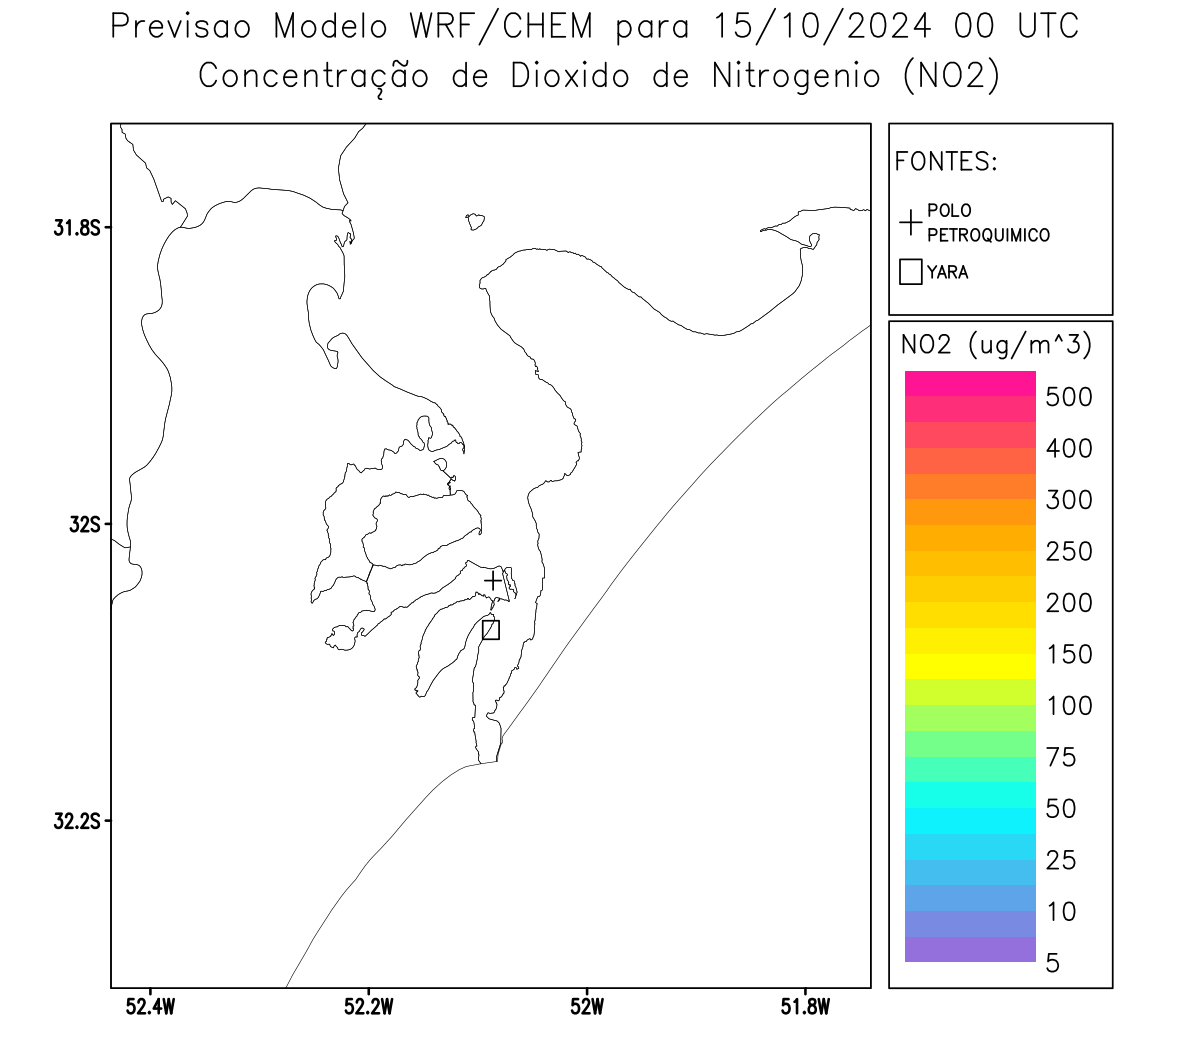 Previsao Modelo WRF/CHEM para 15/10/2024 00 UTC
Concentração de Dioxido de Nitrogenio (NO2)
FONTES:
POLO
PETROQUIMICO
YARA
31.8S
32S
32.2S
52.4W
52.2W
52W
51.8W
NO2 (ug/m^3)
500
400
300
250
200
150
100
75
50
25
10
5